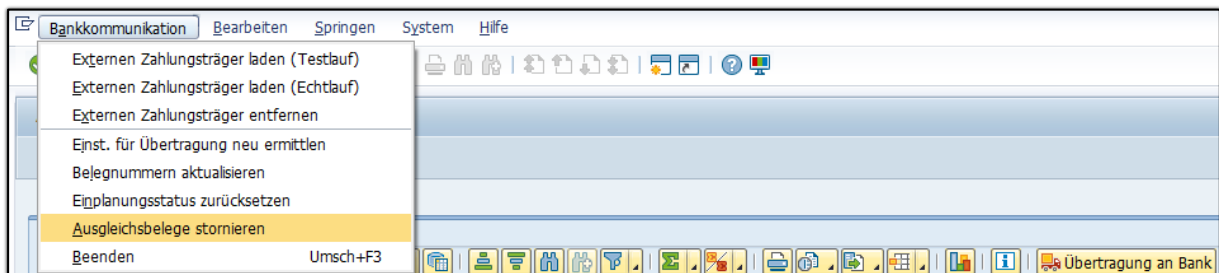 Bankkommunikation Bearbeiten Springen System Hilfe
Externen Zahlungsträger laden (Testlauf)
Externen Zahlungsträger laden (Echtlauf)
Externen Zahlungsträger entfernen
Einst. für Übertragung neu ermitteln
Belegnummern aktualisieren
Einplanungsstatus zurücksetzen
Ausgleichsbelege stornieren
Beenden Umsch+F3
Übertragung an Bank